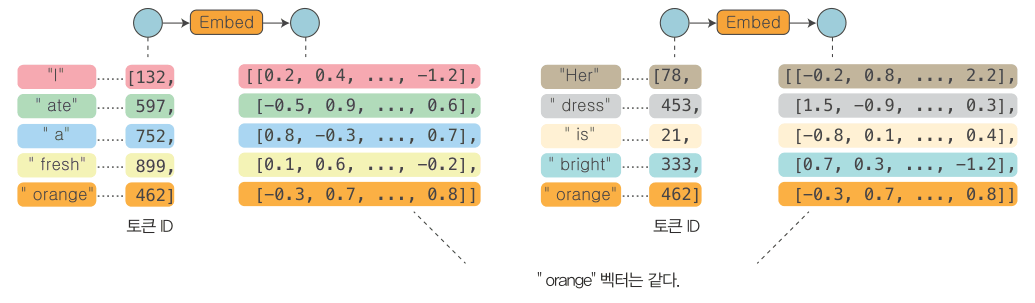 Embed
"I" [132, [[0.2, 0.4, ..., -1.2],
" ate" 597, [-0.5, 0.9, ..., 0.6],
" a" 752, [0.8, -0.3, ..., 0.7],
" fresh" 899, [0.1, 0.6, ..., -0.2],
" orange" 462] [-0.3, 0.7, ..., 0.8]]
토큰 ID
Embed
"Her" [78, [[-0.2, 0.8, ..., 2.2],
" dress" 453, [1.5, -0.9, ..., 0.3],
" is" 21, [-0.8, 0.1, ..., 0.4],
" bright" 333, [0.7, 0.3, ..., -1.2],
" orange" 462] [-0.3, 0.7, ..., 0.8]]
토큰 ID
" orange" 벡터는 같다.